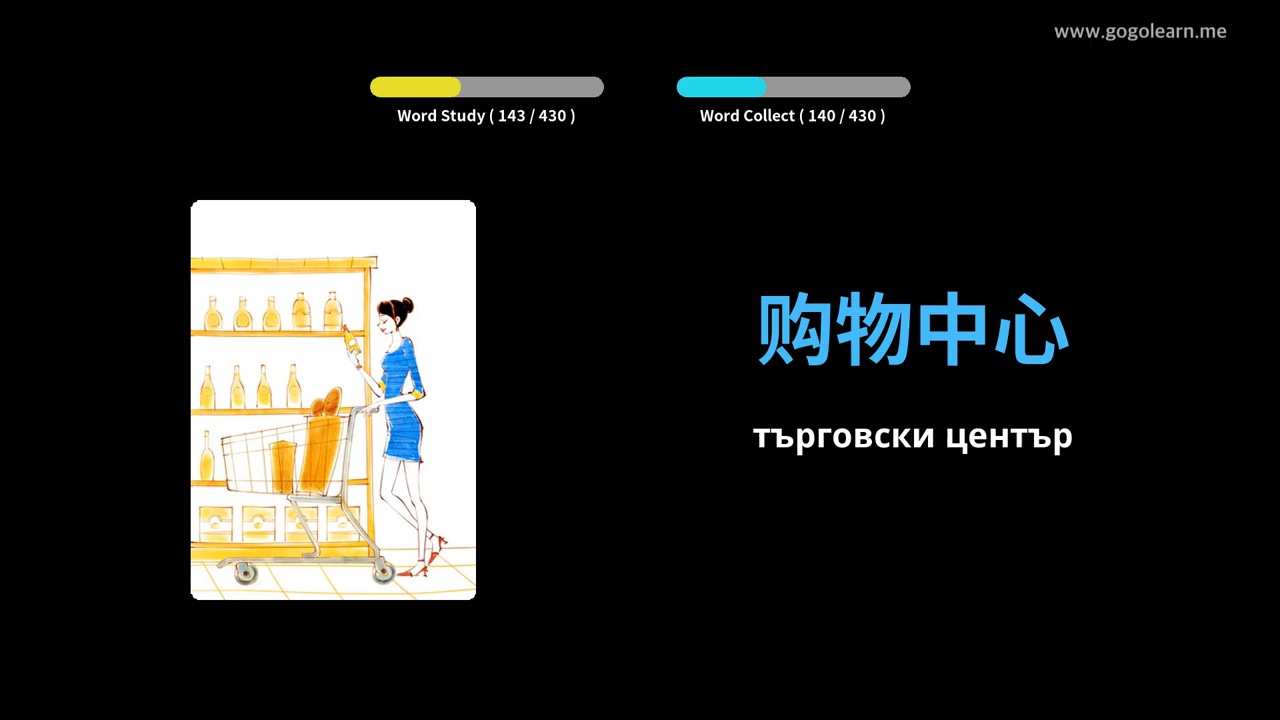 www.gogolearn.me
Word Study ( 143 / 430 )
Word Collect ( 140 / 430 )
购物中心
търговски център